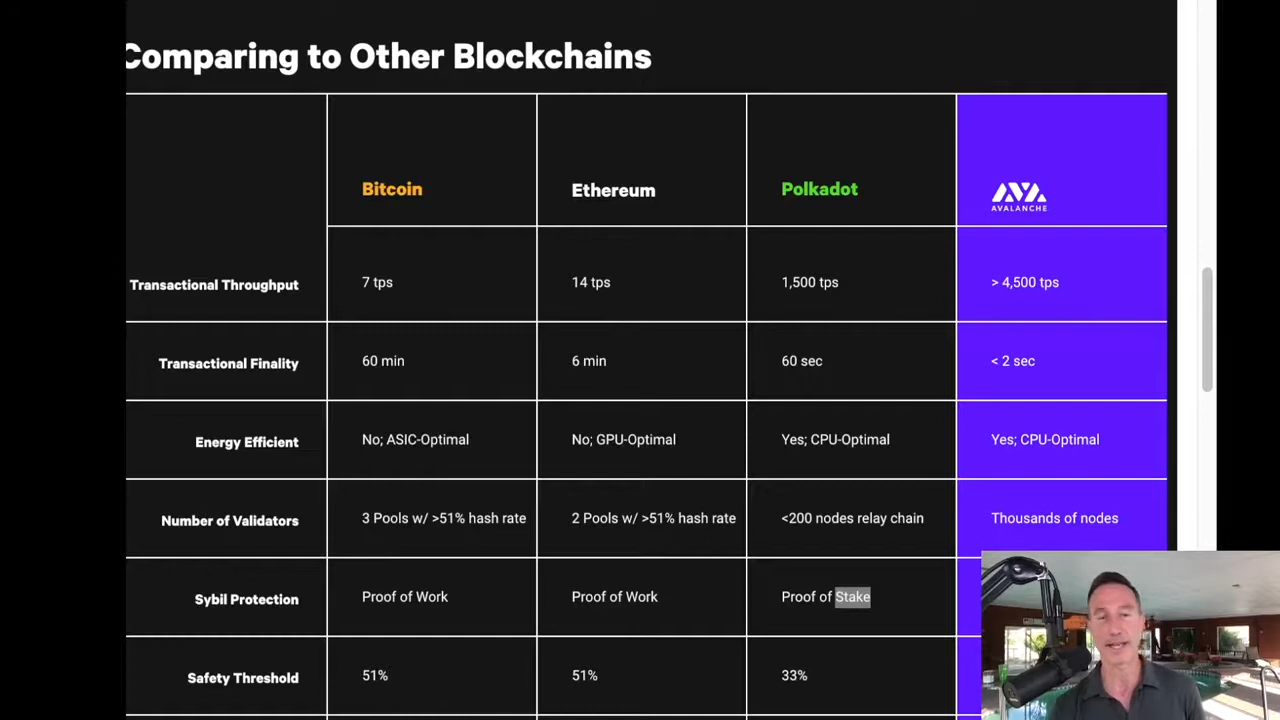 Comparing to Other Blockchains
Bitcoin
Ethereum
Polkadot
AVA
AVALANCHE
Transactional Throughput
7 tps
14 tps
1,500 tps
> 4,500 tps
Transactional Finality
60 min
6 min
60 sec
< 2 sec
Energy Efficient
No; ASIC-Optimal
No; GPU-Optimal
Yes; CPU-Optimal
Yes; CPU-Optimal
Number of Validators
3 Pools w/ >51% hash rate
2 Pools w/ >51% hash rate
<200 nodes relay chain
Thousands of nodes
Sybil Protection
Proof of Work
Proof of Work
Proof of Stake
Safety Threshold
51%
51%
33%